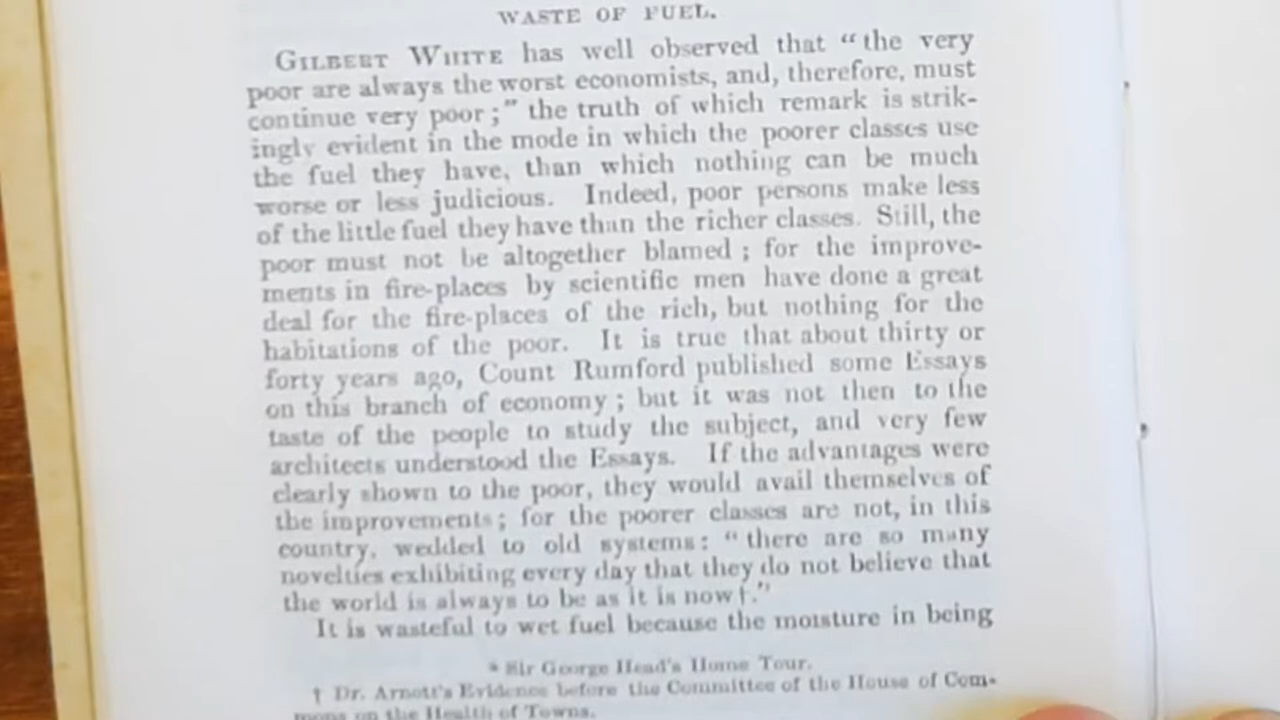 WASTE OF FUEL.
GILBERT WHITE has well observed that “the very
poor are always the worst economists, and, therefore, must
continue very poor;” the truth of which remark is strik-
ingly evident in the mode in which the poorer classes use
the fuel they have, than which nothing can be much
worse or less judicious. Indeed, poor persons make less
of the little fuel they have than the richer classes. Still, the
poor must not be altogether blamed; for the improve-
ments in fire-places by scientific men have done a great
deal for the fire-places of the rich, but nothing for the
habitations of the poor. It is true that about thirty or
forty years ago, Count Rumford published some Essays
on this branch of economy; but it was not then to the
taste of the people to study the subject, and very few
architects understood the Essays. If the advantages were
clearly shown to the poor, they would avail themselves of
the improvements; for the poorer classes are not, in this
country, wedded to old systems: “there are so many
novelties exhibiting every day that they do not believe that
the world is always to be as it is now†.”
It is wasteful to wet fuel because the moisture in being
* Sir George Head's Home Tour.
† Dr. Arnott's Evidence before the Committee of the House of Com-
mons on the Health of Towns.